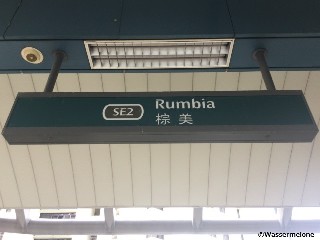 SE2
Rumbia
棕美
©Wassermelone